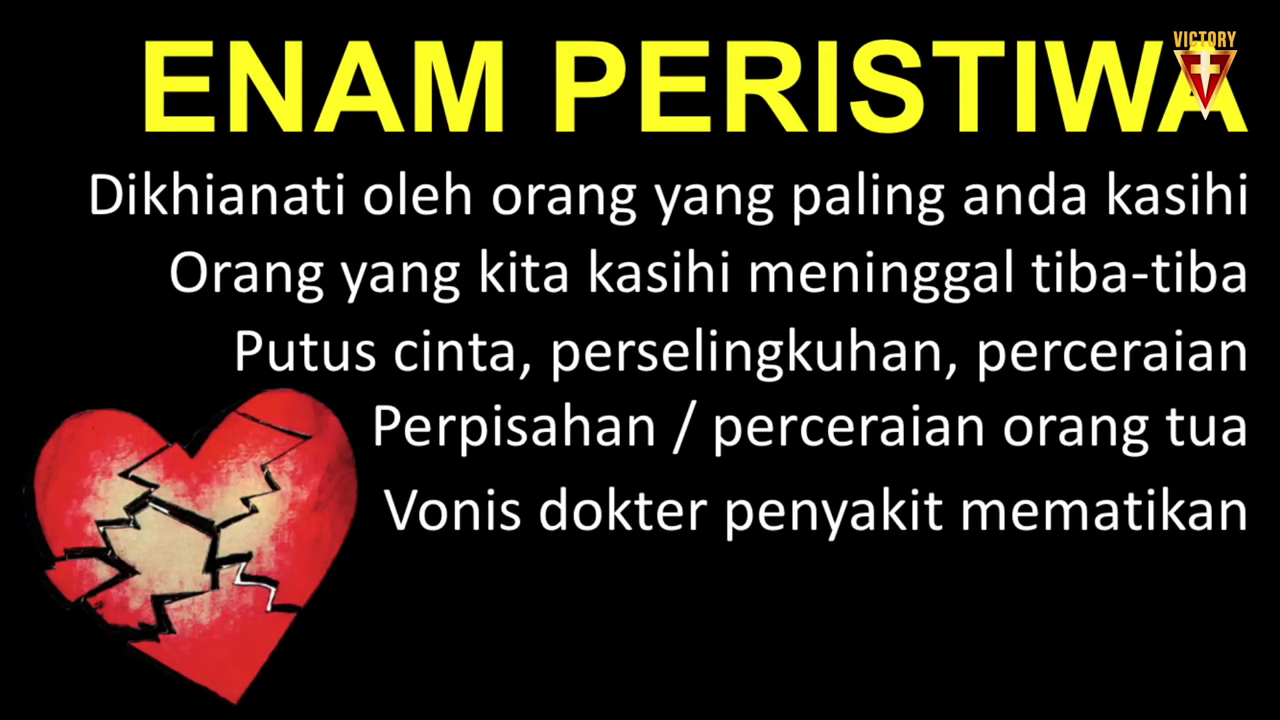 ENAM PERISTIWA
VICTORY
Dikhianati oleh orang yang paling anda kasihi
Orang yang kita kasihi meninggal tiba-tiba
Putus cinta, perselingkuhan, perceraian
Perpisahan / perceraian orang tua
Vonis dokter penyakit mematikan